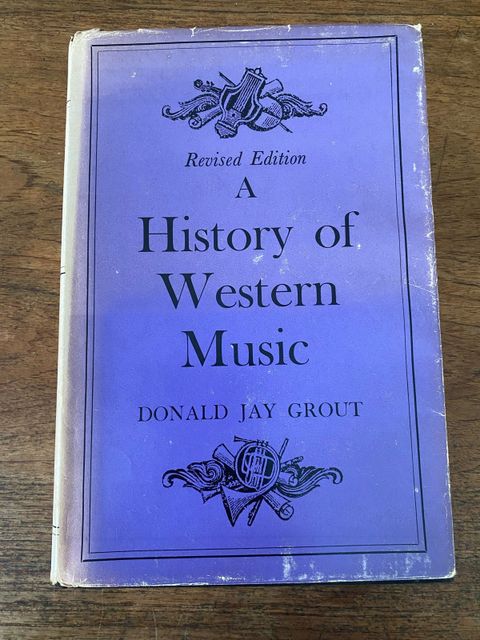 Revised Edition
A
History of
Western
Music
DONALD JAY GROUT